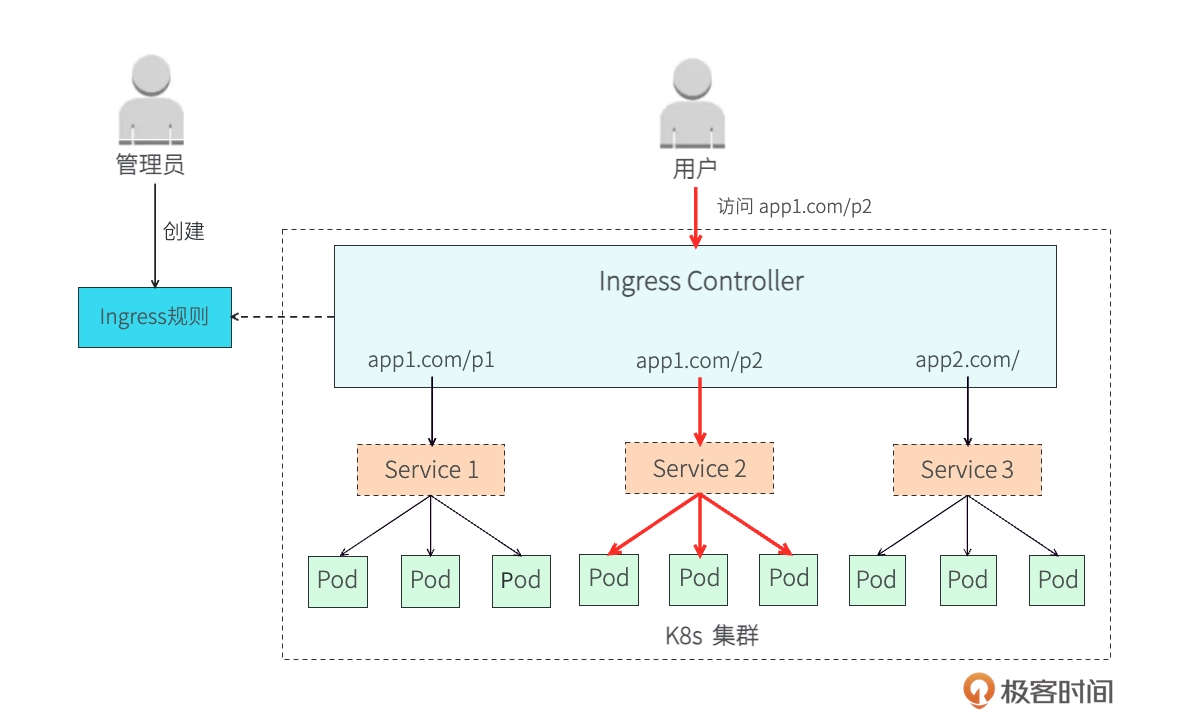 管理员
用户
访问 app1.com/p2
创建
Ingress Controller
Ingress规则
app1.com/p1
app1.com/p2
app2.com/
Service 1
Service 2
Service 3
Pod
Pod
Pod
Pod
Pod
Pod
Pod
Pod
Pod
K8s 集群
极客时间